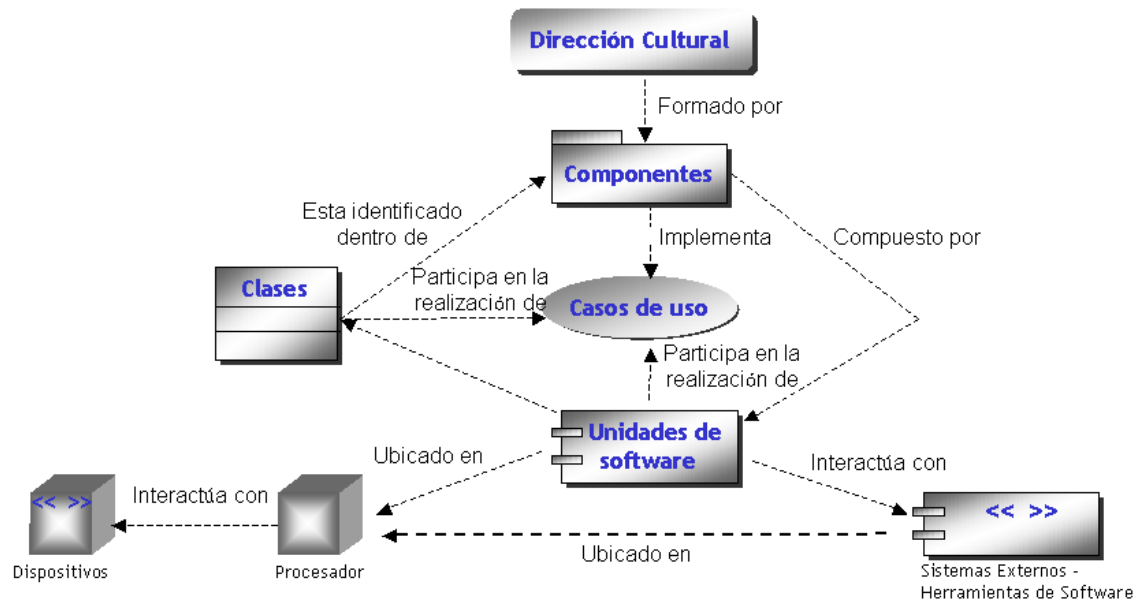 Dirección Cultural
Formado por
Componentes
Esta identificado
dentro de
Implementa
Compuesto por
Clases
Participa en la
realización de
Casos de uso
Participa en la
realización de
Unidades de
software
Ubicado en
Interactúa con
Interactúa con
<< >>
<< >>
Ubicado en
Dispositivos
Procesador
Sistemas Externos -
Herramientas de Software